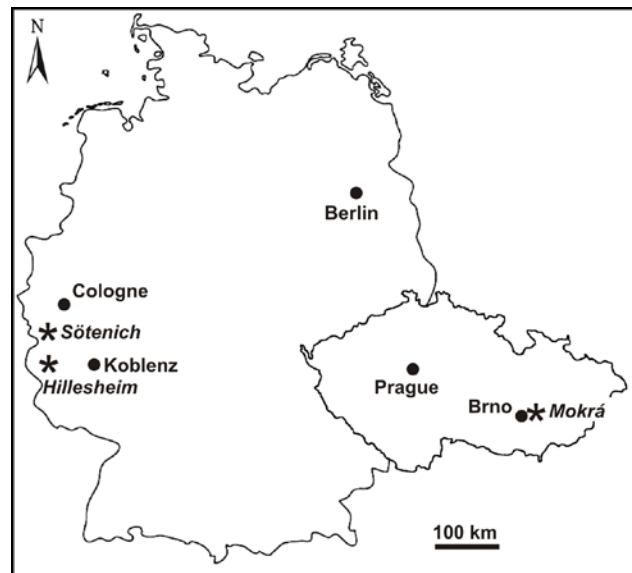 N
Berlin
Cologne
Sötenich
Koblenz
Hillesheim
Prague
Brno
Mokrá
100 km